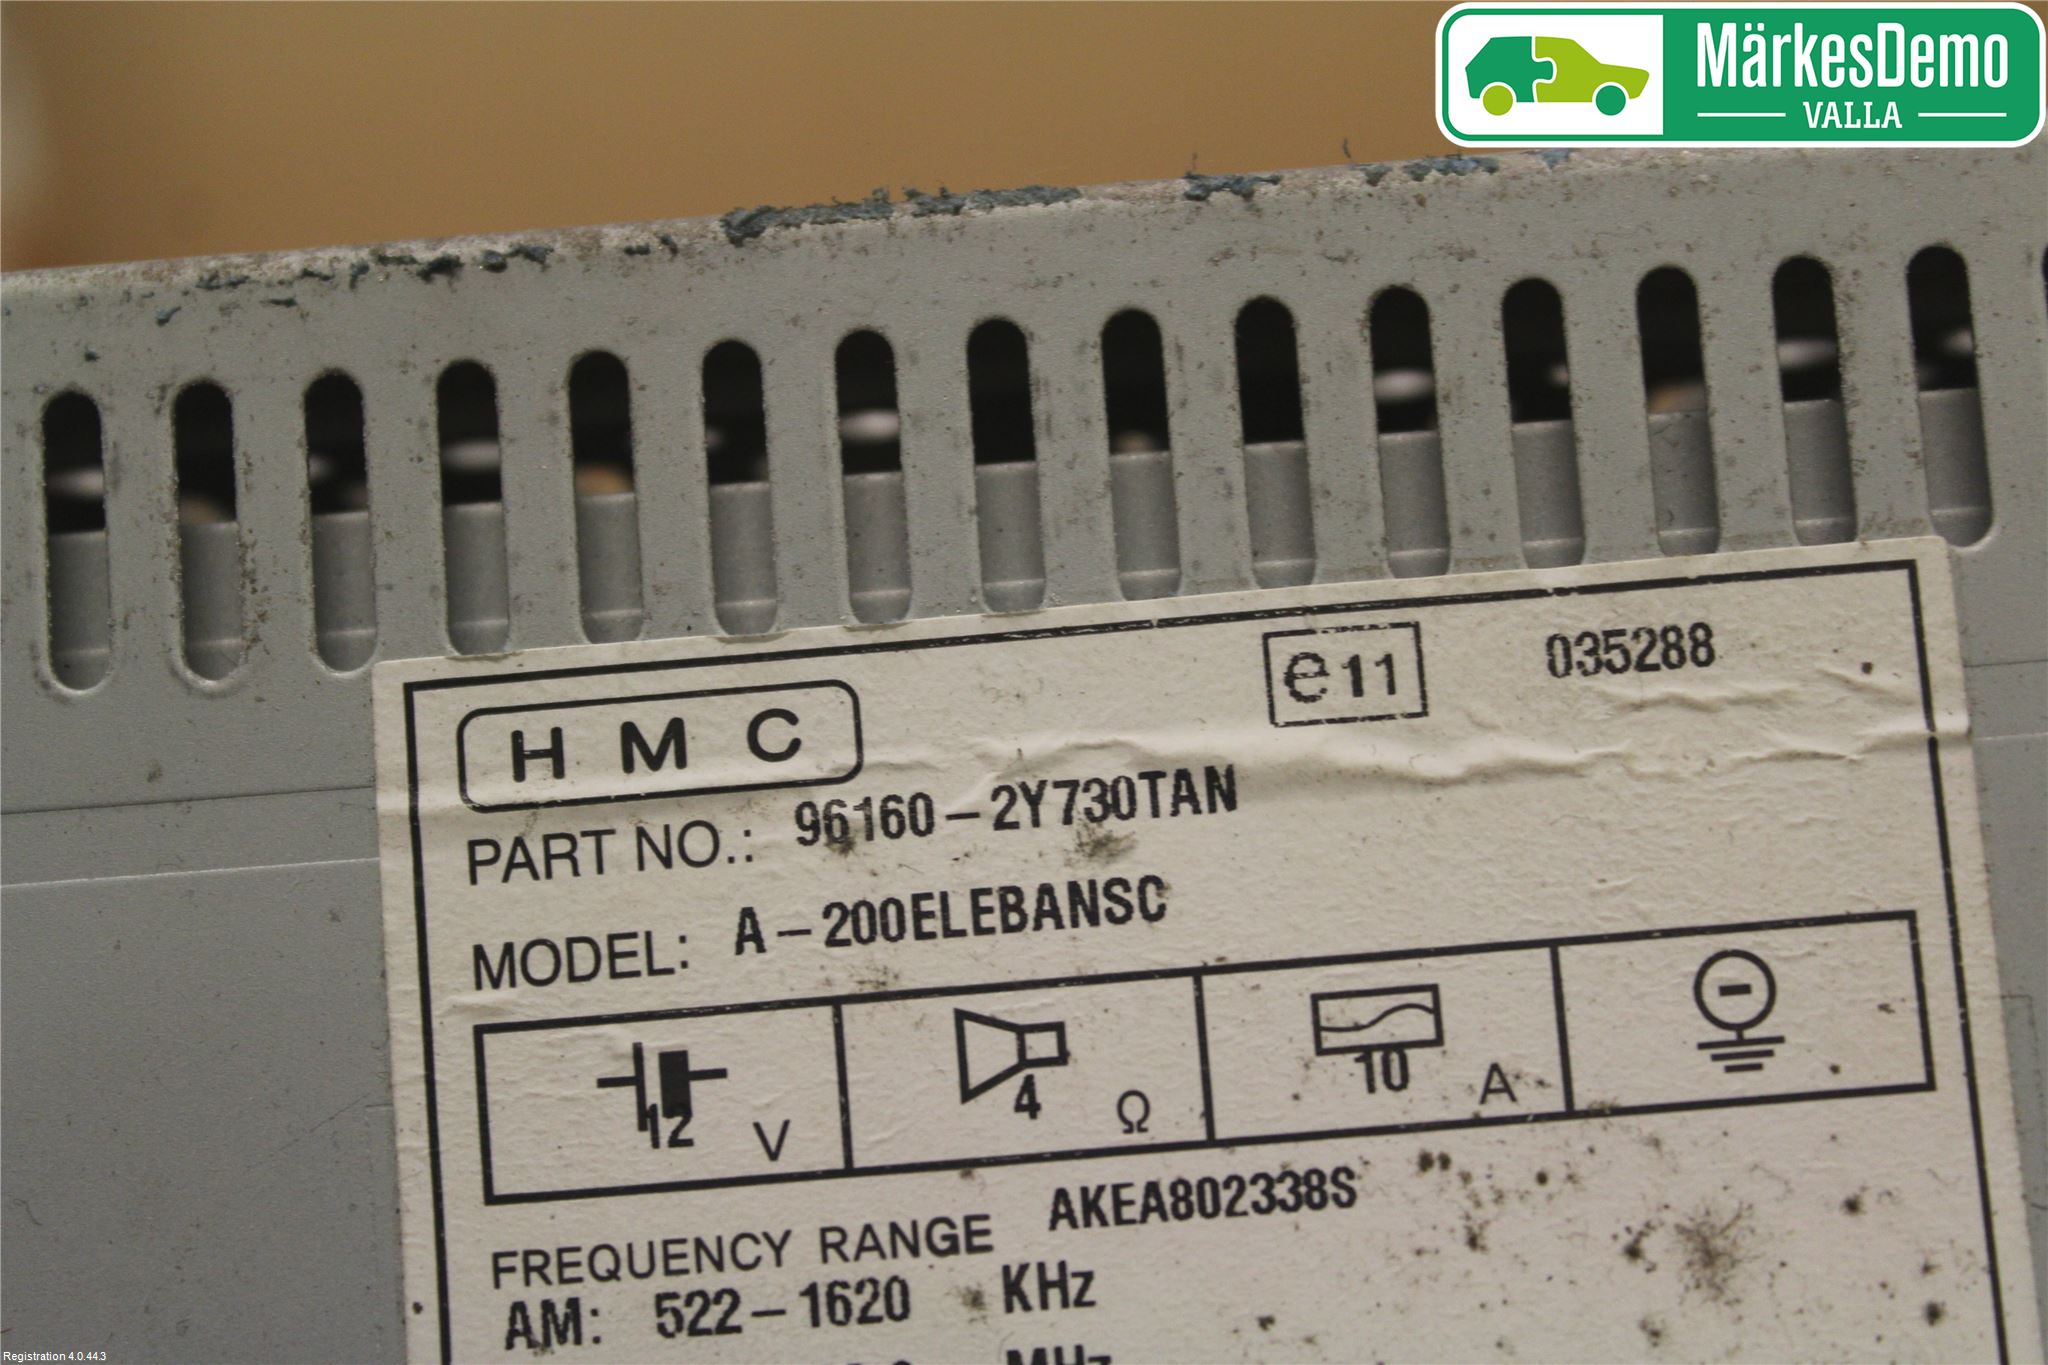 MärkesDemo
VALLA
HMC
e11
035288
PART NO.: 96160-2Y730TAN
MODEL: A-200ELEBANSC
12 V
4 Ω
10 A
-
FREQUENCY RANGE AKEA802338S
AM: 522-1620 KHz
MHz
Registration 4.0.44.3